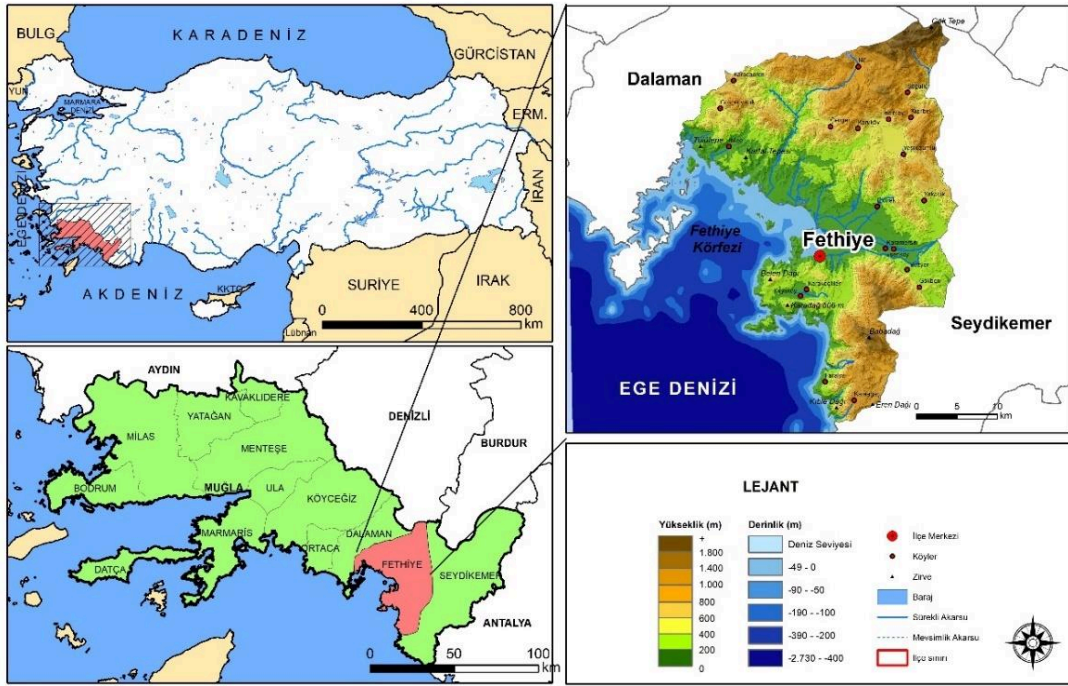 BULG.
KARADENİZ
GÜRCİSTAN
YUN.
MARMARA
DENİZİ
ERM.
İRAN
EGE DENİZİ
AKDENİZ
KKTC
SURİYE
IRAK
Lübnan
0 400 800
km
Dalaman
Fethiye
Körfezi
Fethiye
Seydikemer
EGE DENİZİ
Babadağ
Eren Dağı
Kıble Dağı
0 5 10
km
AYDIN
DENİZLİ
BURDUR
ANTALYA
KAVAKLIDERE
YATAĞAN
MİLAS
MENTEŞE
BODRUM
MUĞLA
ULA
KÖYCEĞİZ
MARMARİS
DALAMAN
ORTACA
FETHİYE
SEYDİKEMER
DATÇA
0 50 100
km
LEJANT
Yükseklik (m)
+
1.800
1.400
1.000
800
600
400
200
0
Derinlik (m)
Deniz Seviyesi
-49 - 0
-90 - -50
-190 - -100
-390 - -200
-2.730 - -400
İlçe Merkezi
Köyler
Zirve
Baraj
Sürekli Akarsu
Mevsimlik Akarsu
İlçe sınırı